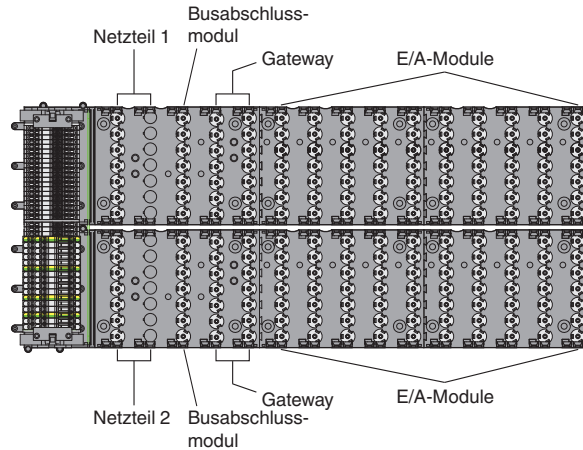 Busabschluss-
modul
Netzteil 1
Gateway
E/A-Module
Netzteil 2
Busabschluss-
modul
Gateway
E/A-Module